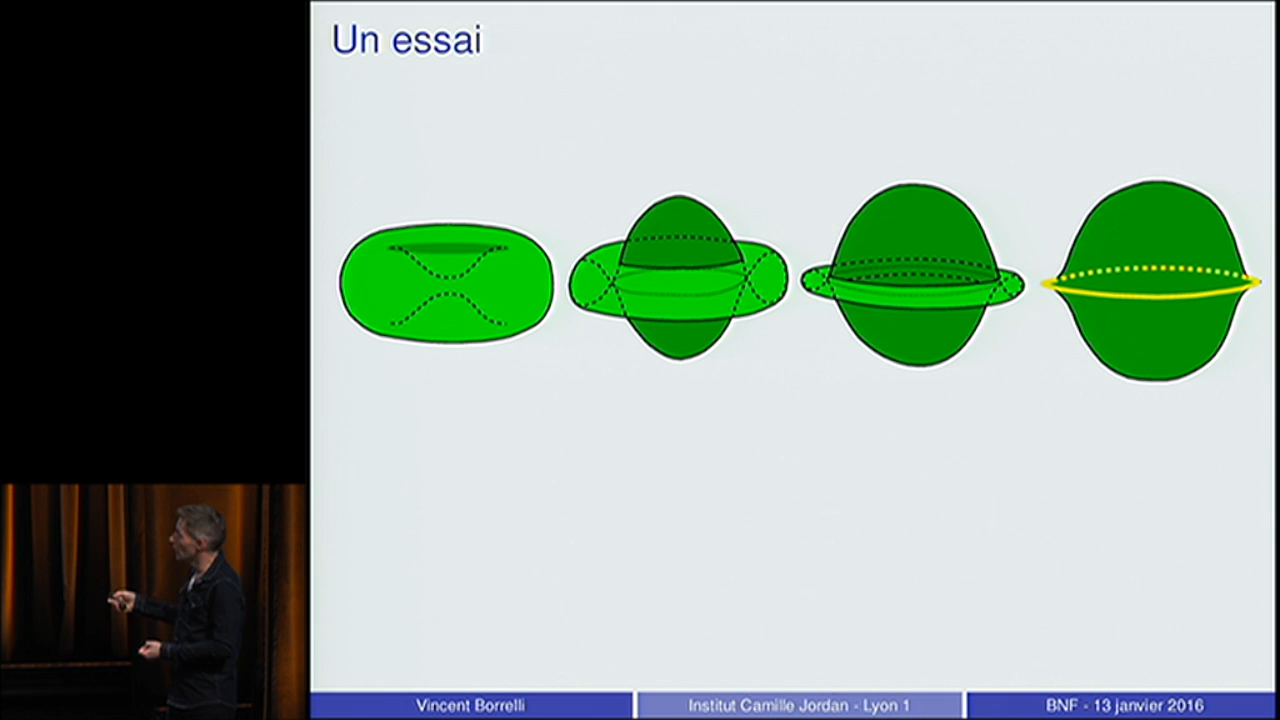 Un essai
Vincent Borrelli
Institut Camille Jordan - Lyon 1
BNF - 13 janvier 2016